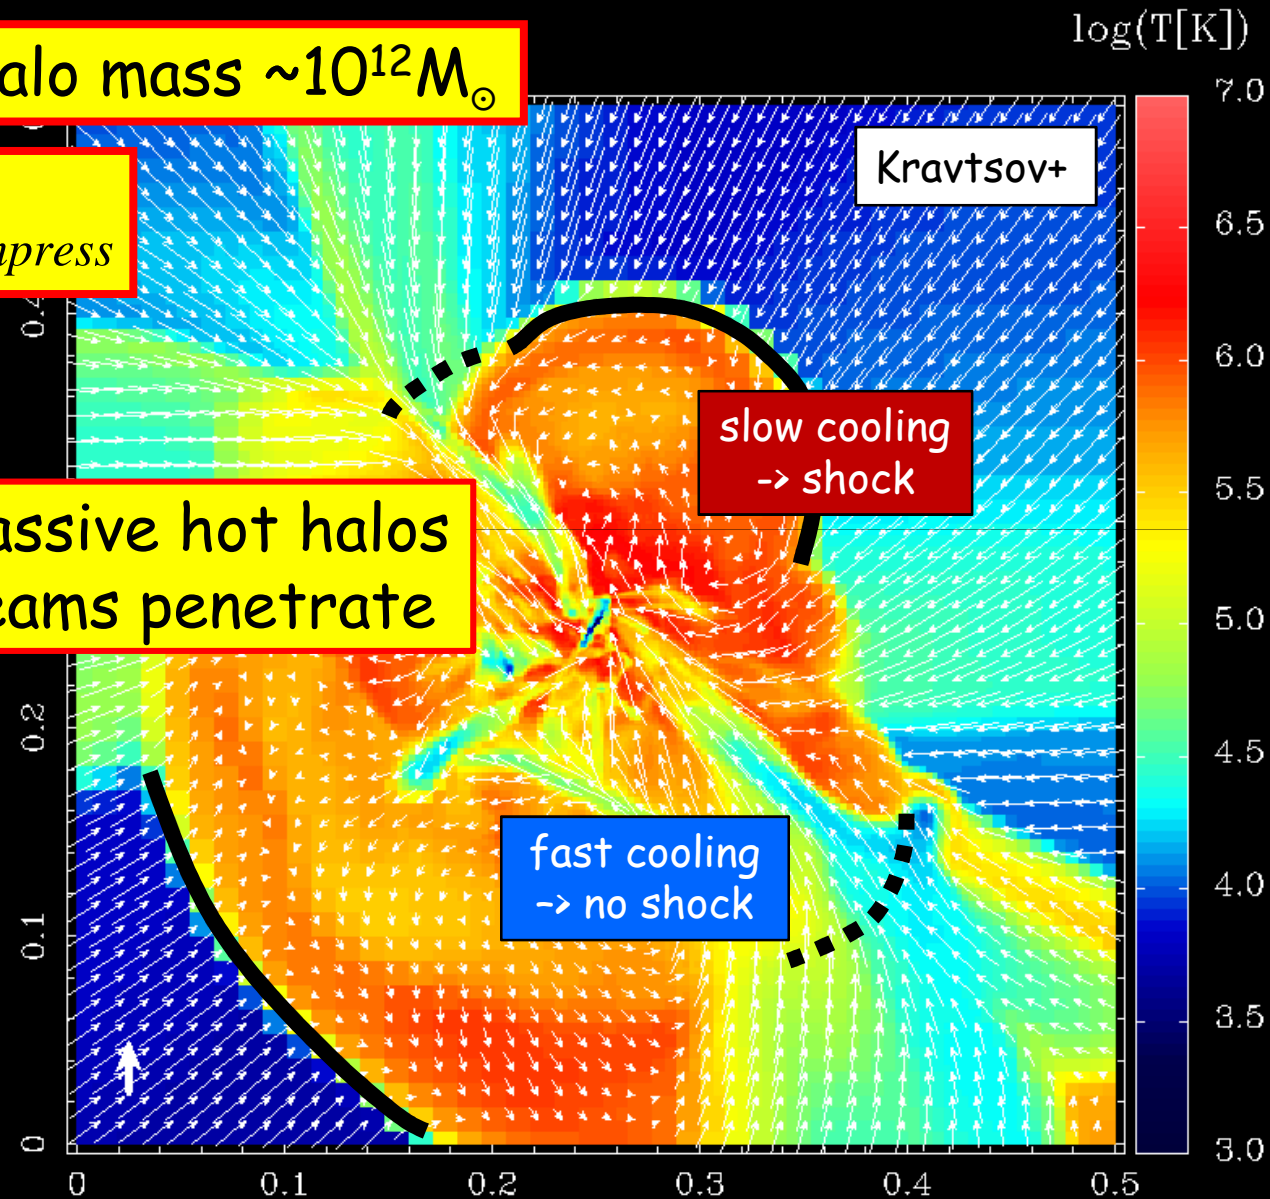 log(T[K])
alo mass ~10¹²M☉
Kravtsov+
press
slow cooling
-> shock
assive hot halos
eams penetrate
fast cooling
-> no shock
7.0
6.5
6.0
5.5
5.0
4.5
4.0
3.5
3.0
0.2
0.1
0
0 0.1 0.2 0.3 0.4 0.5